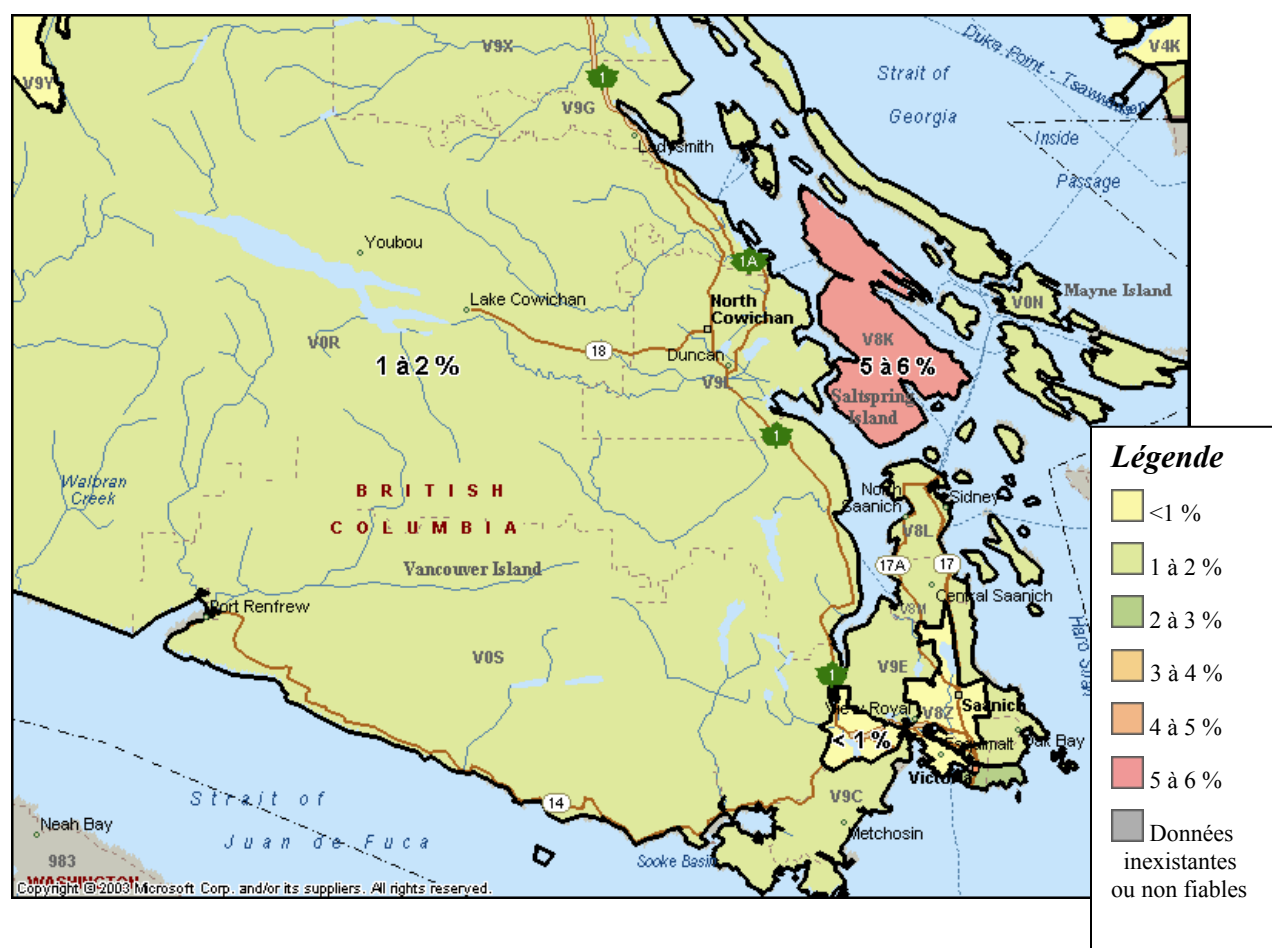 V9X
V9Y
V4K
Duke Point - Tsawwassen
Strait of
Georgia
1
V9G
Inside
Passage
Ladysmith
Youbou
1A
Lake Cowichan
North
Cowichan
V0N
Mayne Island
V0R
1 à 2 %
18
Duncan
V9L
V8K
5 à 6 %
Saltspring
Island
1
Walbran
Creek
BRITISH
COLUMBIA
Vancouver Island
North
Saanich
Sidney
V8L
17A
17
Central Saanich
V8M
Port Renfrew
V0S
V9E
Haro Strait
1
View Royal
V8Z
Saanich
< 1 %
Esquimalt
Oak Bay
Victoria
V9C
Metchosin
14
Strait of
Juan de Fuca
Sooke Basin
Neah Bay
983
WASHINGTON
Copyright © 2003 Microsoft Corp. and/or its suppliers. All rights reserved.
Légende
<1 %
1 à 2 %
2 à 3 %
3 à 4 %
4 à 5 %
5 à 6 %
Données
inexistantes
ou non fiables